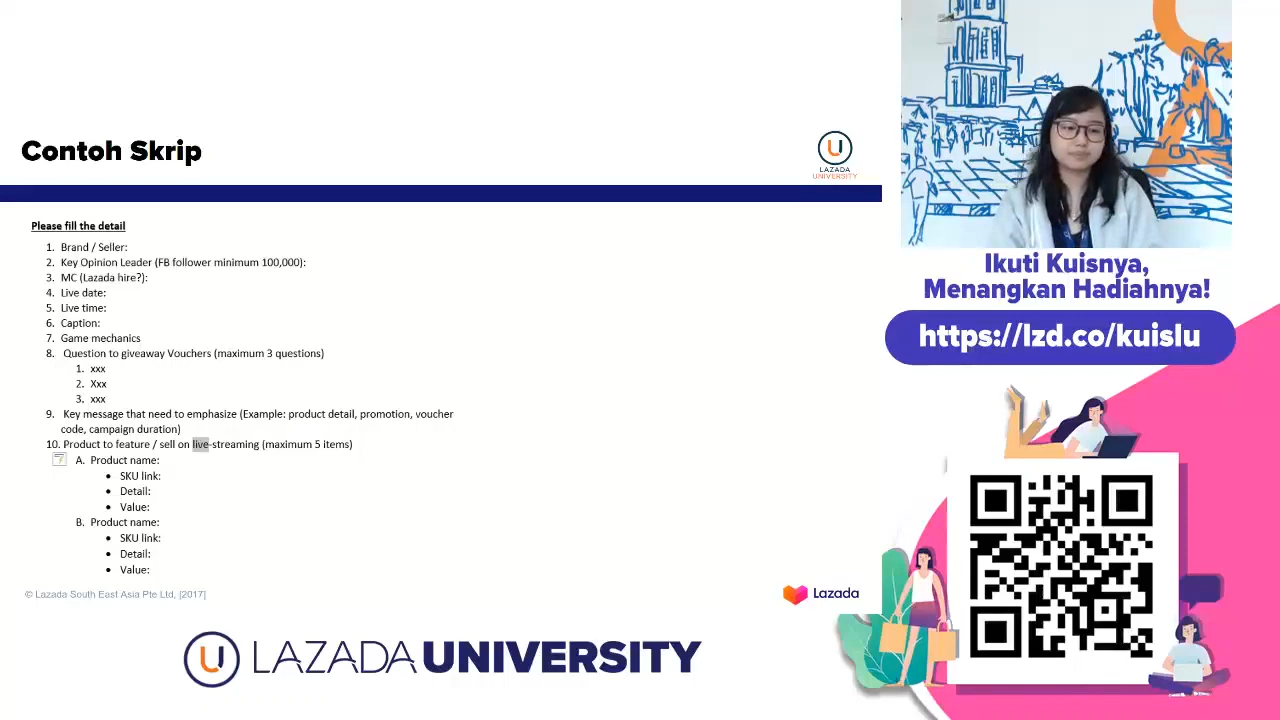 Contoh Skrip
U
LAZADA
UNIVERSITY
Please fill the detail
1. Brand / Seller:
2. Key Opinion Leader (FB follower minimum 100,000):
3. MC (Lazada hire?):
4. Live date:
5. Live time:
6. Caption:
7. Game mechanics
8. Question to giveaway Vouchers (maximum 3 questions)
1. xxx
2. Xxx
3. xxx
9. Key message that need to emphasize (Example: product detail, promotion, voucher
code, campaign duration)
10. Product to feature / sell on live-streaming (maximum 5 items)
A. Product name:
• SKU link:
• Detail:
• Value:
B. Product name:
• SKU link:
• Detail:
• Value:
© Lazada South East Asia Pte Ltd, |2017]
Lazada
U LAZADA UNIVERSITY
Ikuti Kuisnya,
Menangkan Hadiahnya!
https://lzd.co/kuislu